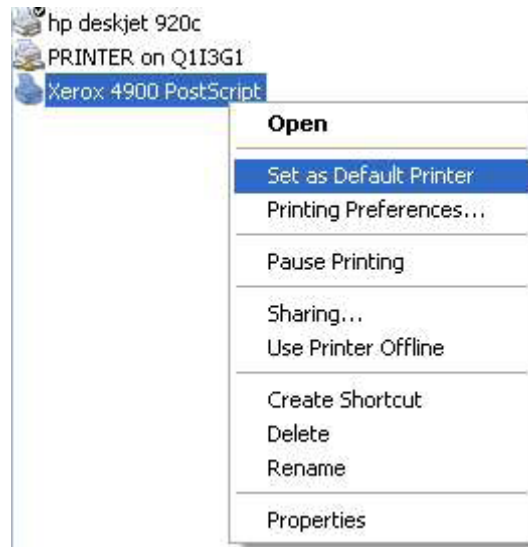 hp deskjet 920c
PRINTER on Q1I3G1
Xerox 4900 PostScript
Open
Set as Default Printer
Printing Preferences...
Pause Printing
Sharing...
Use Printer Offline
Create Shortcut
Delete
Rename
Properties